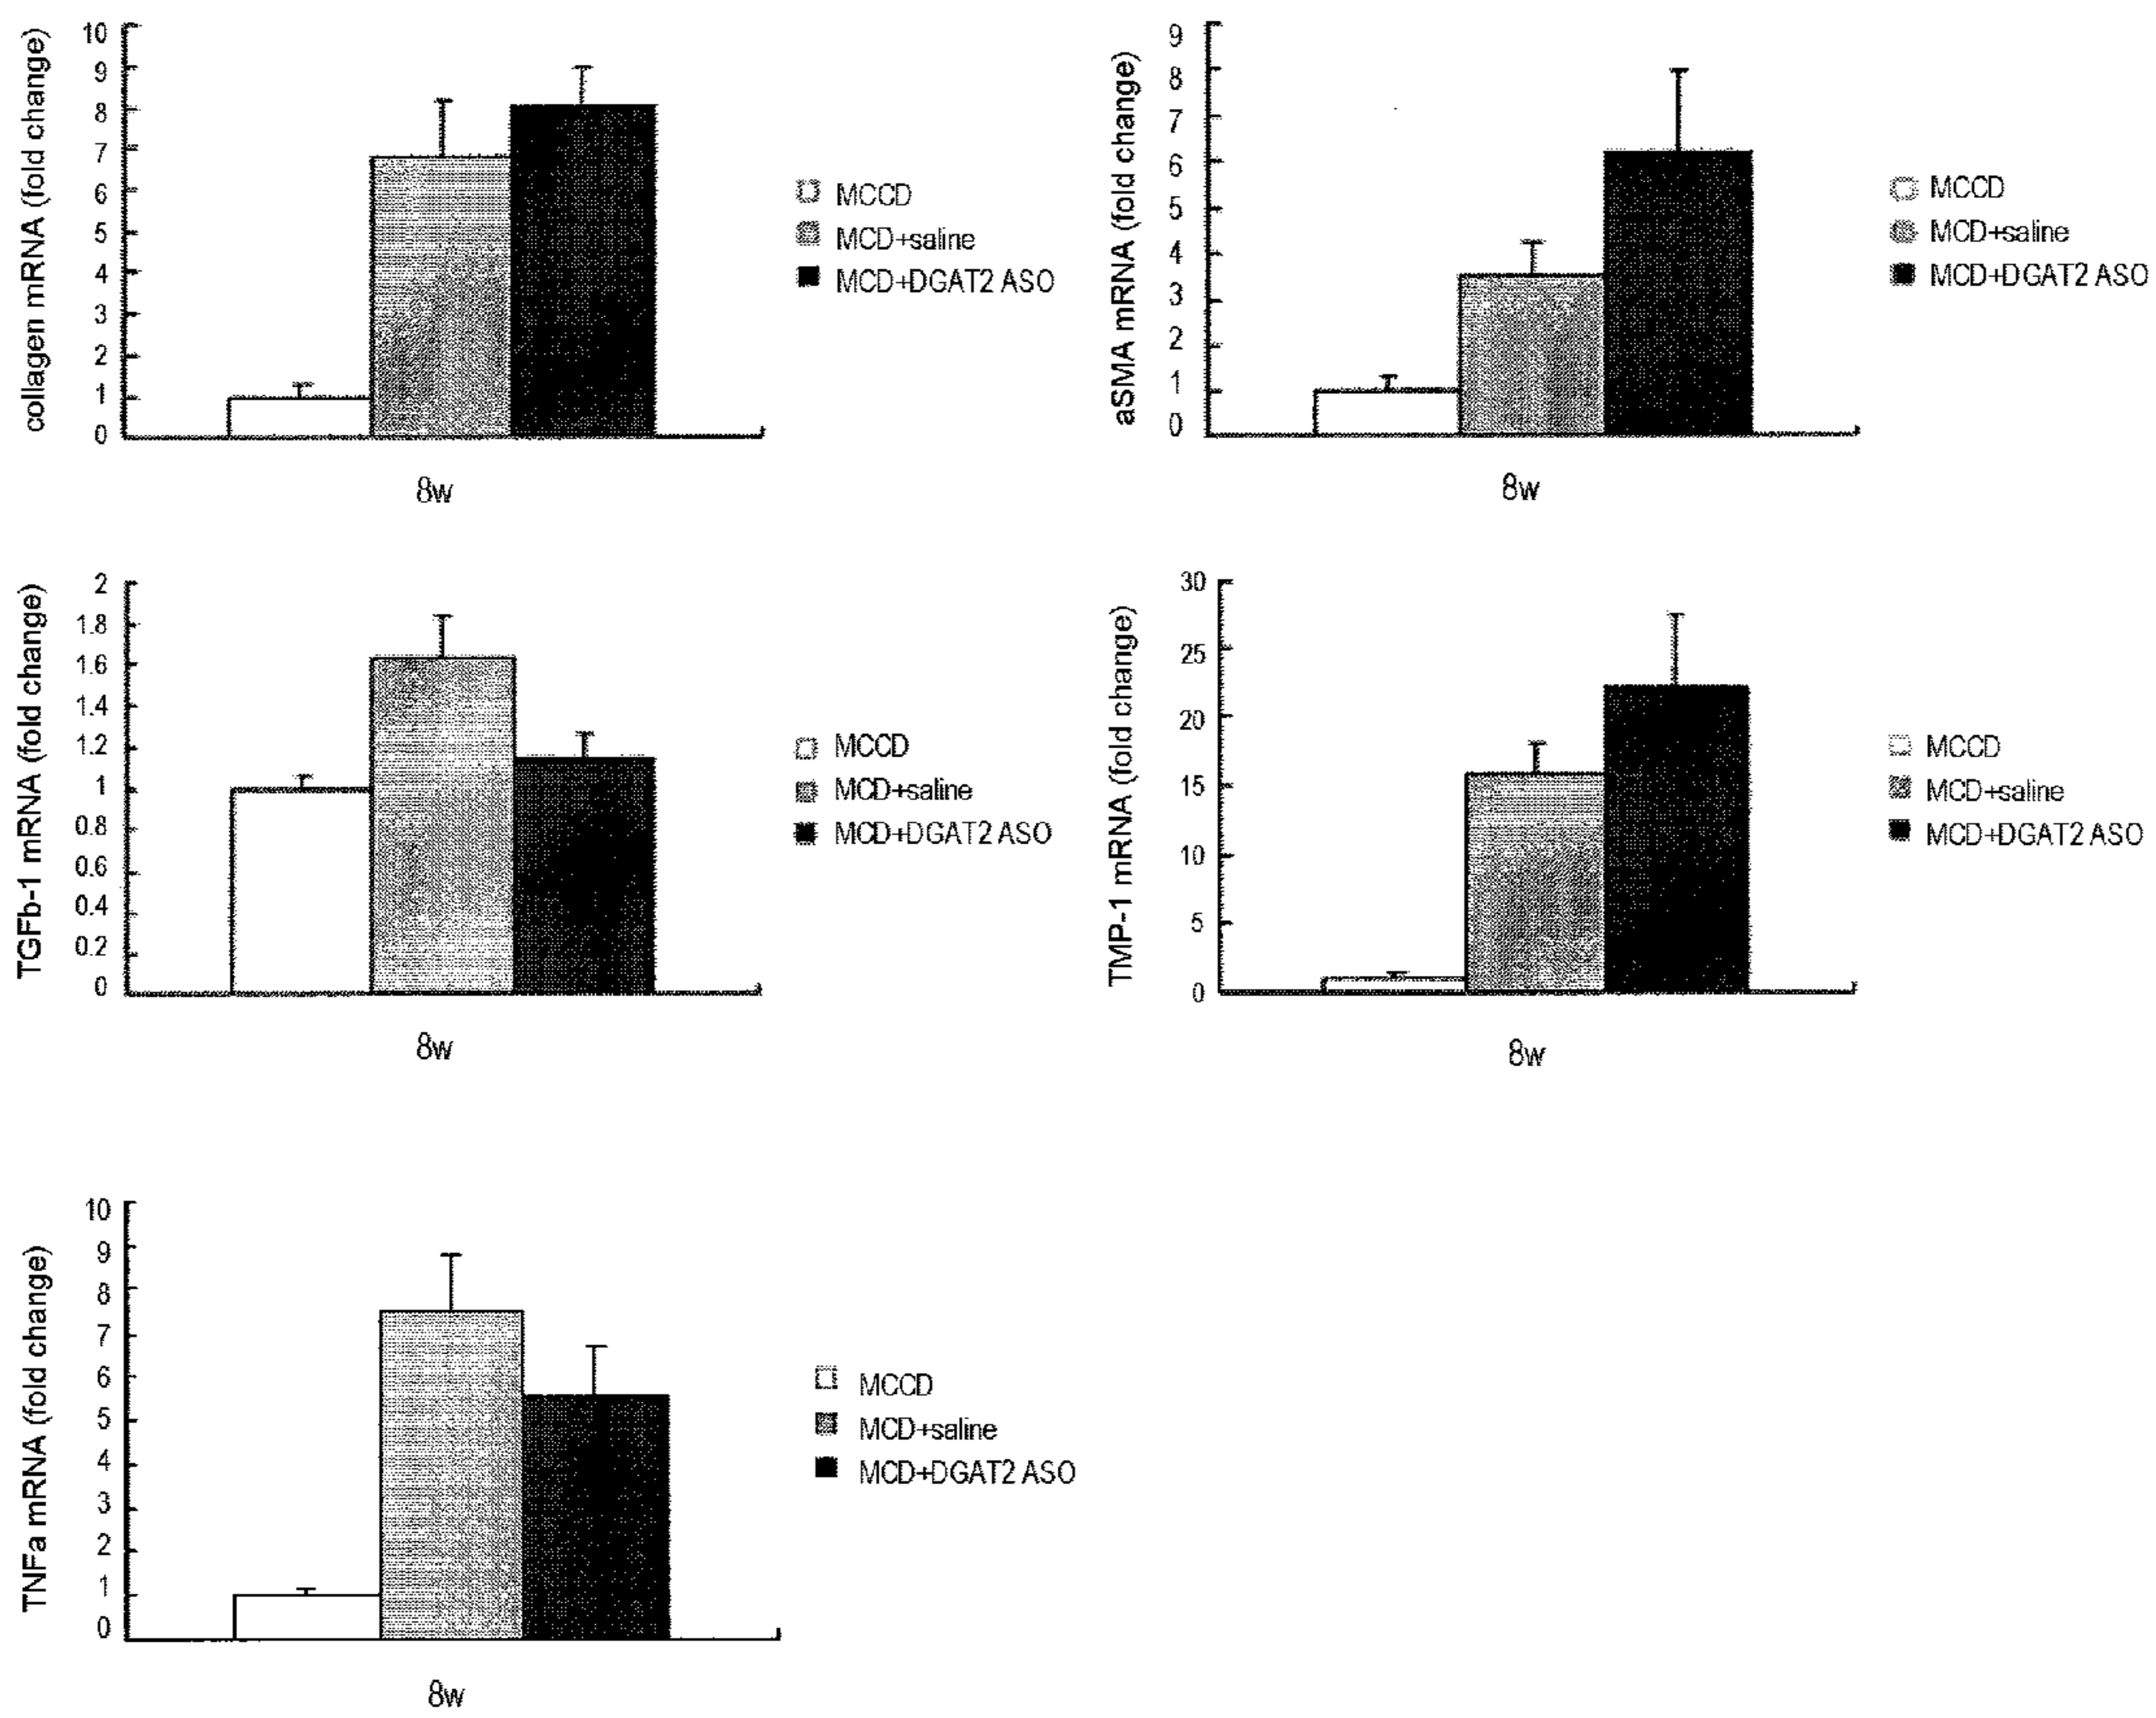 collagen mRNA (fold change)
10
9
8
7
6
5
4
3
2
1
0
8w
MCCD
MCD+saline
MCD+DGAT2 ASO
aSMA mRNA (fold change)
9
8
7
6
5
4
3
2
1
0
8w
MCCD
MCD+saline
MCD+DGAT2 ASO
TGFb-1 mRNA (fold change)
2
1.8
1.6
1.4
1.2
1
0.8
0.6
0.4
0.2
0
8w
MCCD
MCD+saline
MCD+DGAT2 ASO
TMP-1 mRNA (fold change)
30
25
20
15
10
5
0
8w
MCCD
MCD+saline
MCD+DGAT2 ASO
TNFa mRNA (fold change)
10
9
8
7
6
5
4
3
2
1
0
8w
MCCD
MCD+saline
MCD+DGAT2 ASO